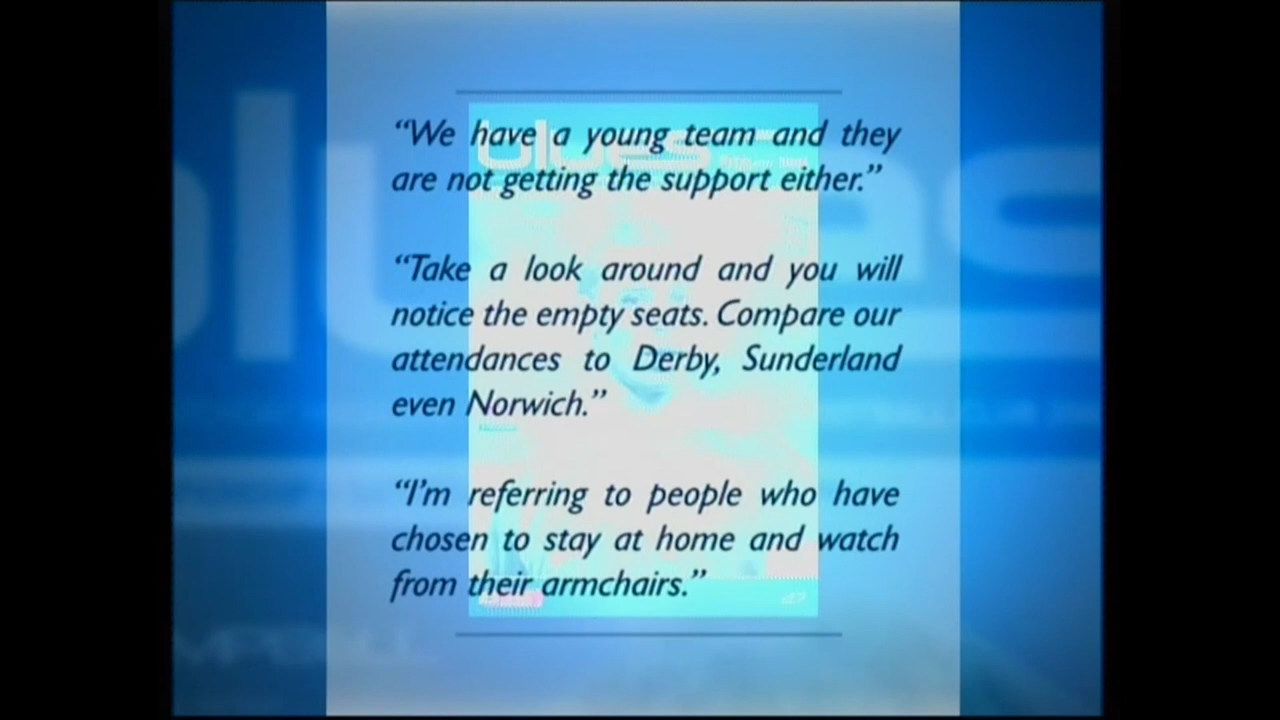 “We have a young team and they
are not getting the support either.”
“Take a look around and you will
notice the empty seats. Compare our
attendances to Derby, Sunderland
even Norwich.”
“I’m referring to people who have
chosen to stay at home and watch
from their armchairs.”
blues